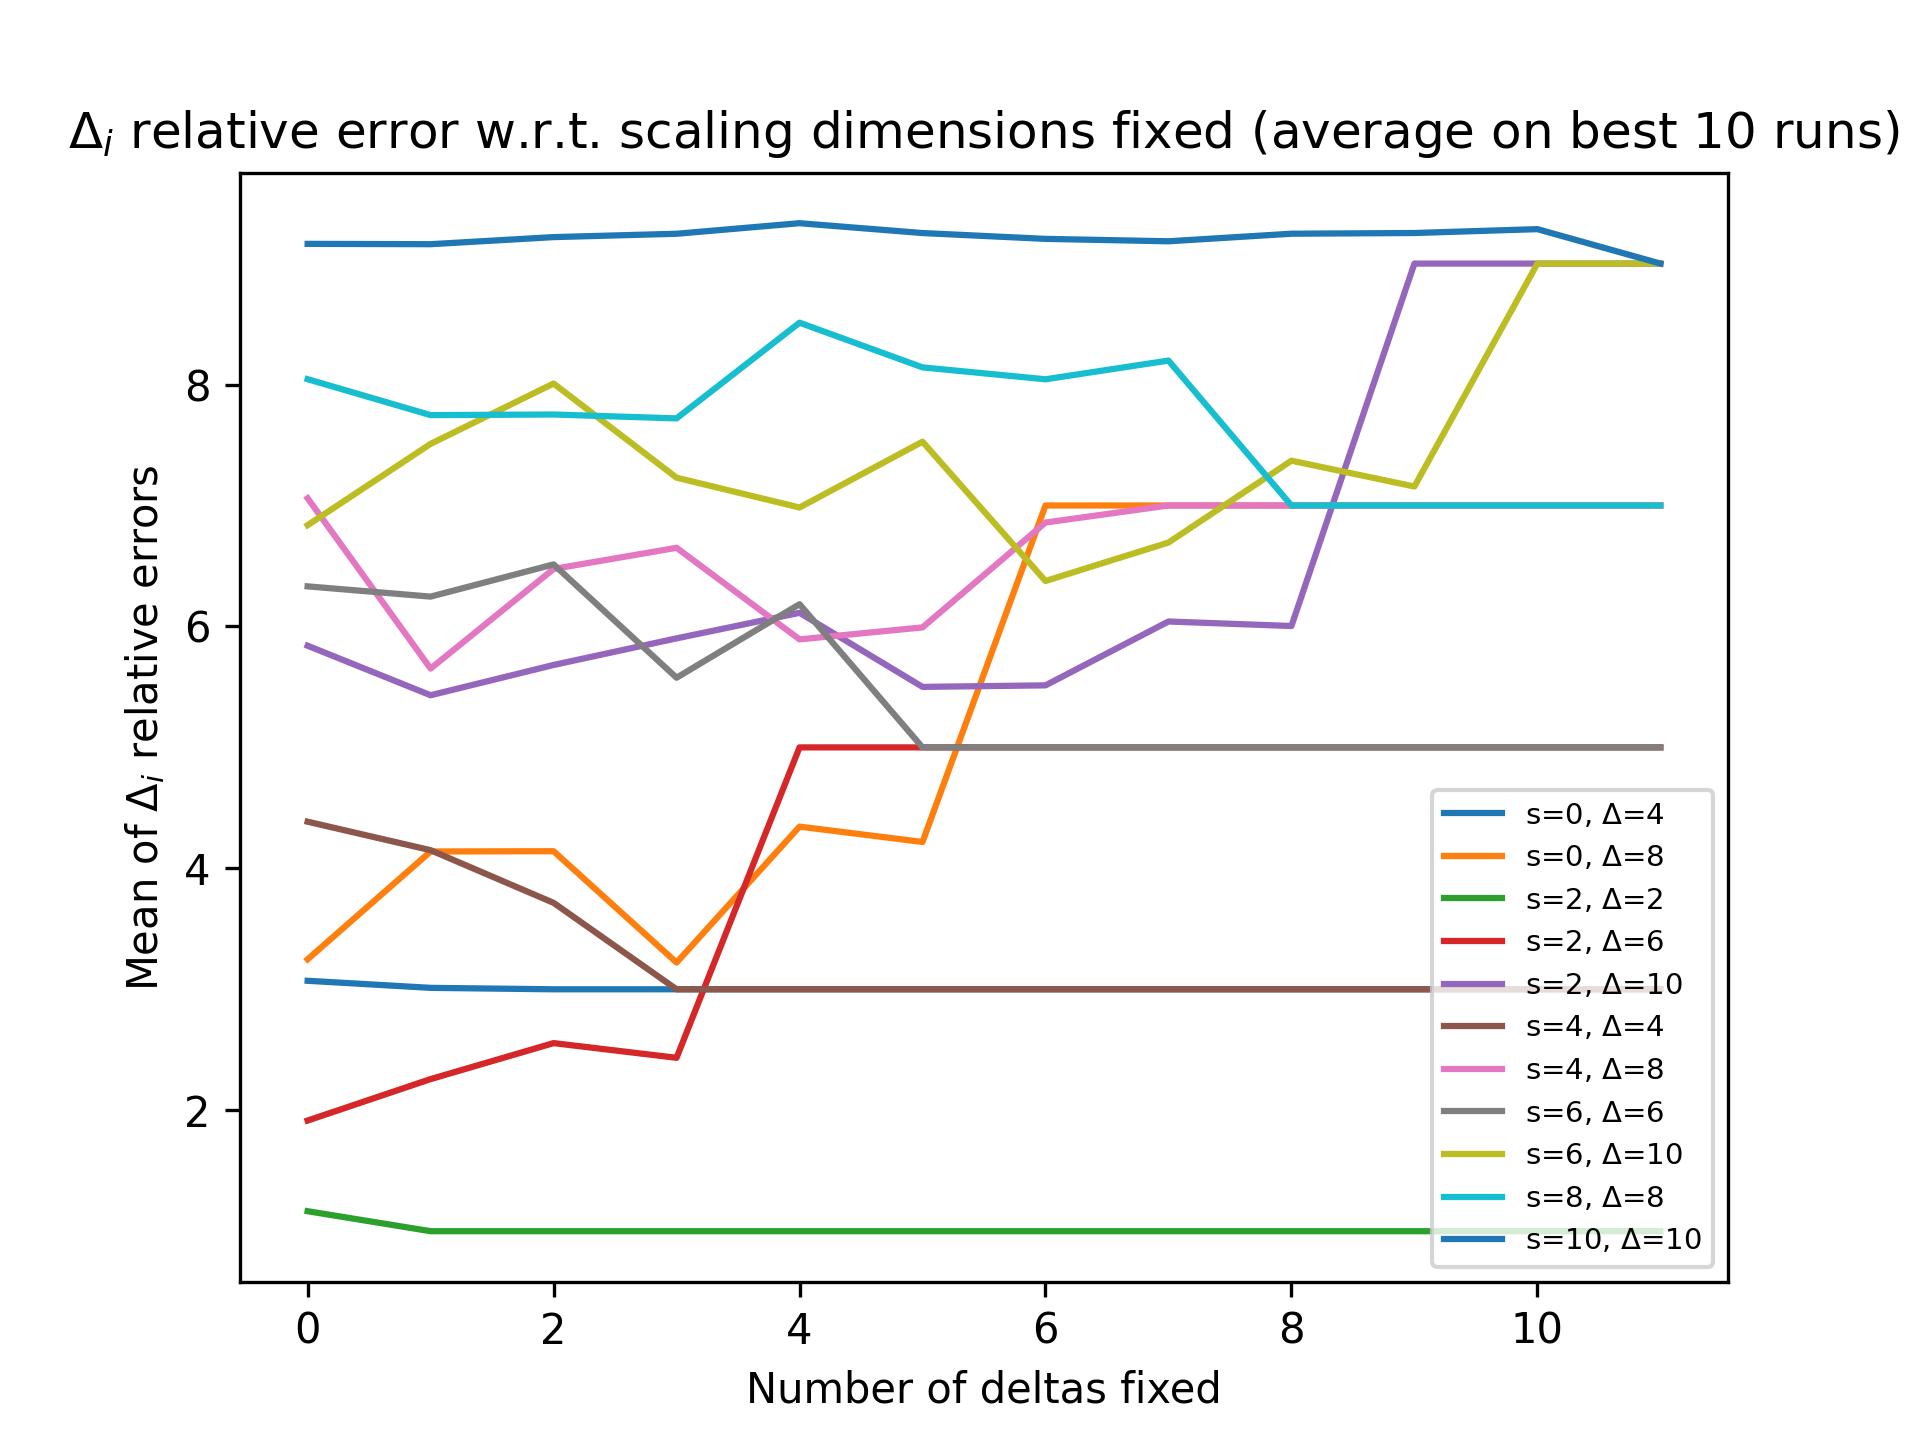 Δi relative error w.r.t. scaling dimensions fixed (average on best 10 runs)
Mean of Δi relative errors
8
6
4
2
s=0, Δ=4
s=0, Δ=8
s=2, Δ=2
s=2, Δ=6
s=2, Δ=10
s=4, Δ=4
s=4, Δ=8
s=6, Δ=6
s=6, Δ=10
s=8, Δ=8
s=10, Δ=10
0 2 4 6 8 10
Number of deltas fixed